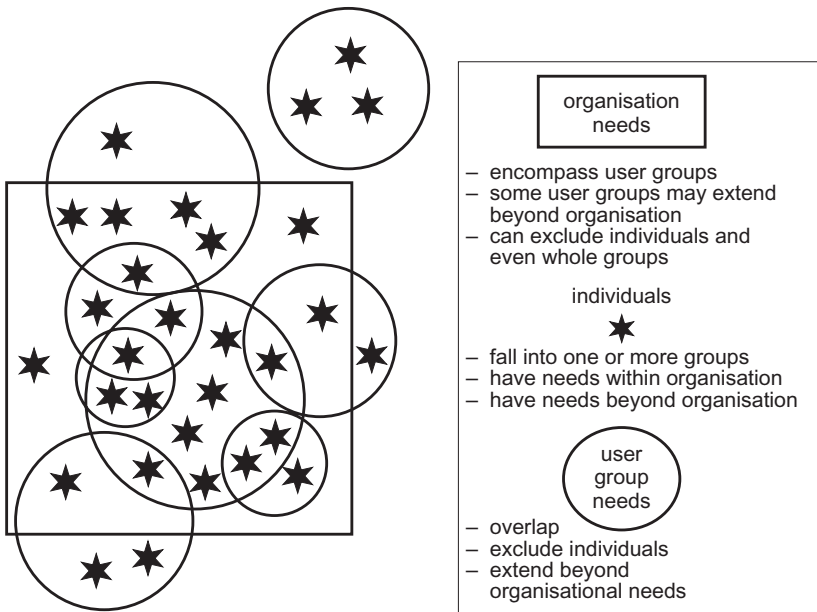 organisation
needs
– encompass user groups
– some user groups may extend
beyond organisation
– can exclude individuals and
even whole groups
individuals
– fall into one or more groups
– have needs within organisation
– have needs beyond organisation
user
group
needs
– overlap
– exclude individuals
– extend beyond
organisational needs